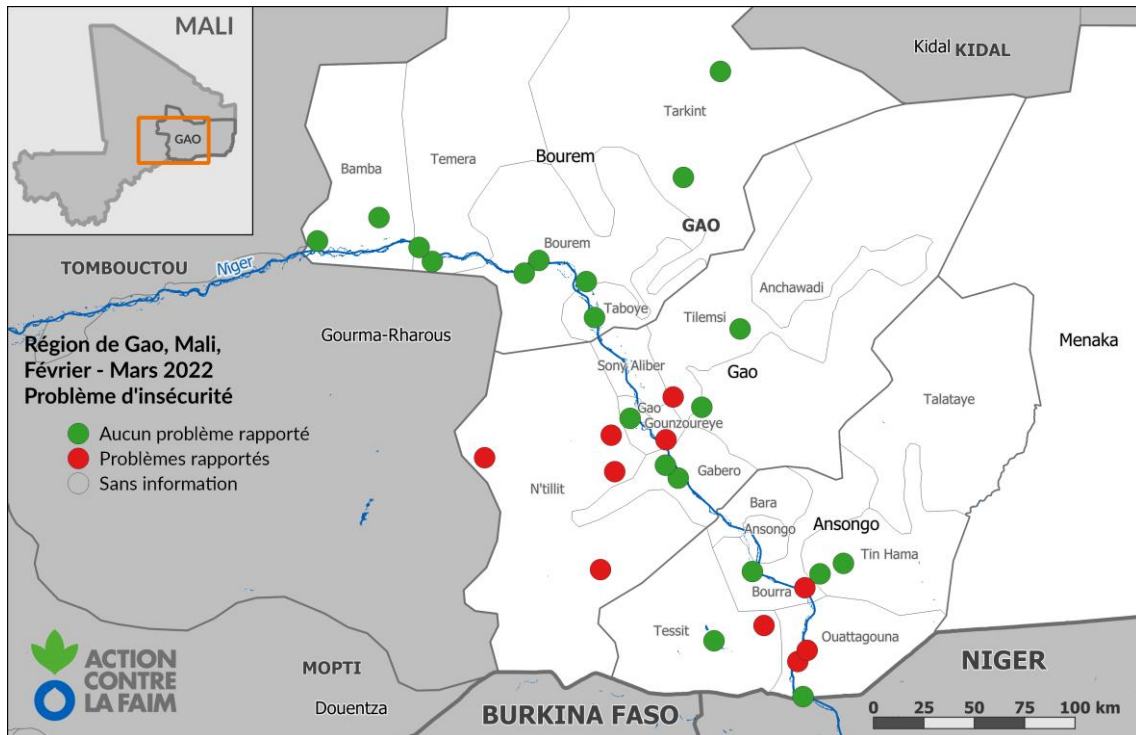 MALI
GAO
Kidal KIDAL
Tarkint
Bamba
Temera
Bourem
GAO
TOMBOUCTOU
Niger
Bourem
Anchawadi
Taboye
Tilemsi
Gourma-Rharous
Menaka
Région de Gao, Mali,
Février - Mars 2022
Problème d'insécurité
Aucun problème rapporté
Problèmes rapportés
Sans information
Sony Aliber
Gao
Talataye
Gao
Gounzoureye
N'tillit
Gabero
Bara
Ansongo
Ansongo
Tin Hama
Bourra
Tessit
Ouattagouna
ACTION
CONTRE
LA FAIM
MOPTI
Douentza
BURKINA FASO
NIGER
0 25 50 75 100 km